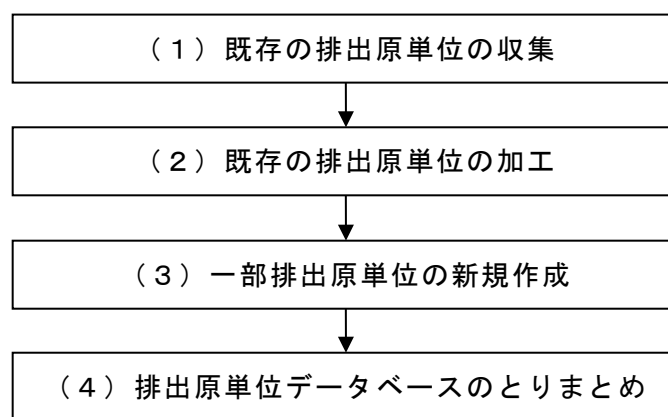 （１）既存の排出原単位の収集
（２）既存の排出原単位の加工
（３）一部排出原単位の新規作成
（４）排出原単位データベースのとりまとめ